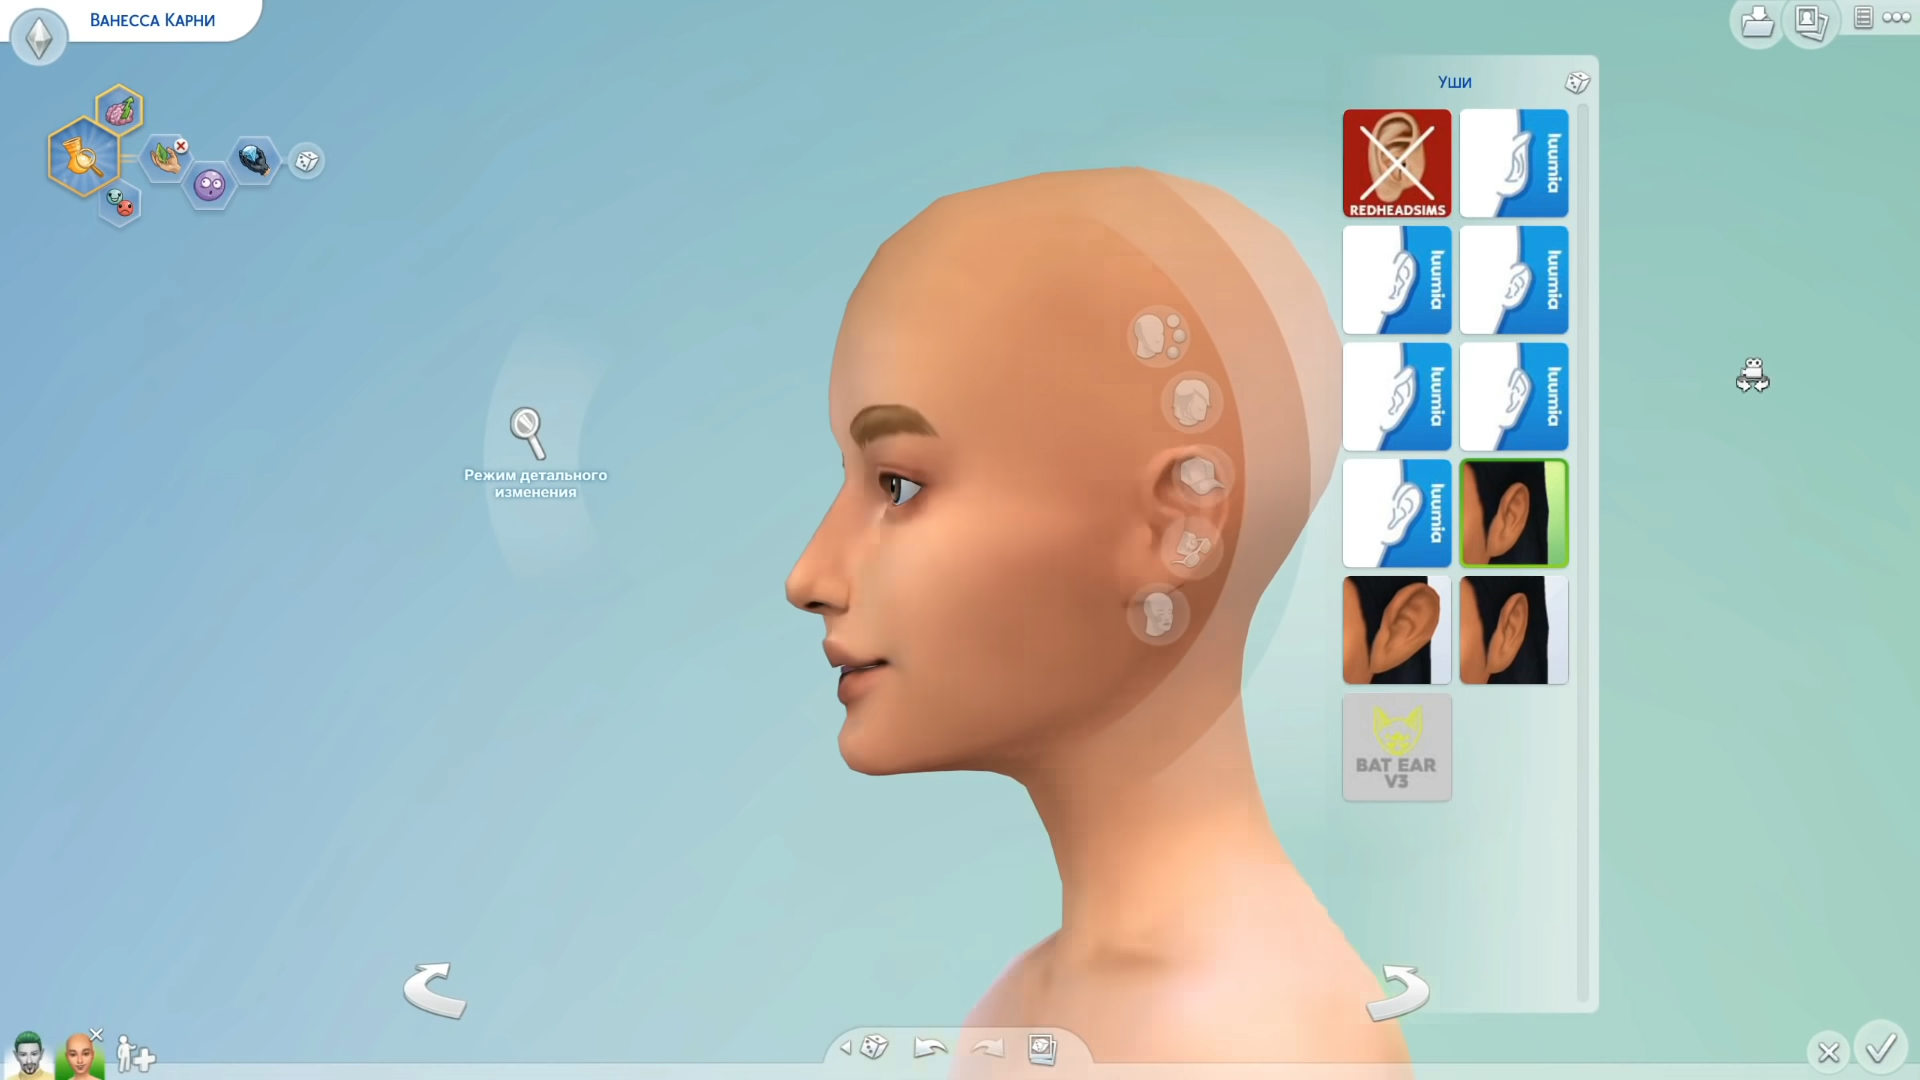 Ванесса Карни
Уши
REDHEADSIMS
luumia
luumia
luumia
luumia
luumia
luumia
BAT EAR
V3
Режим детального
изменения